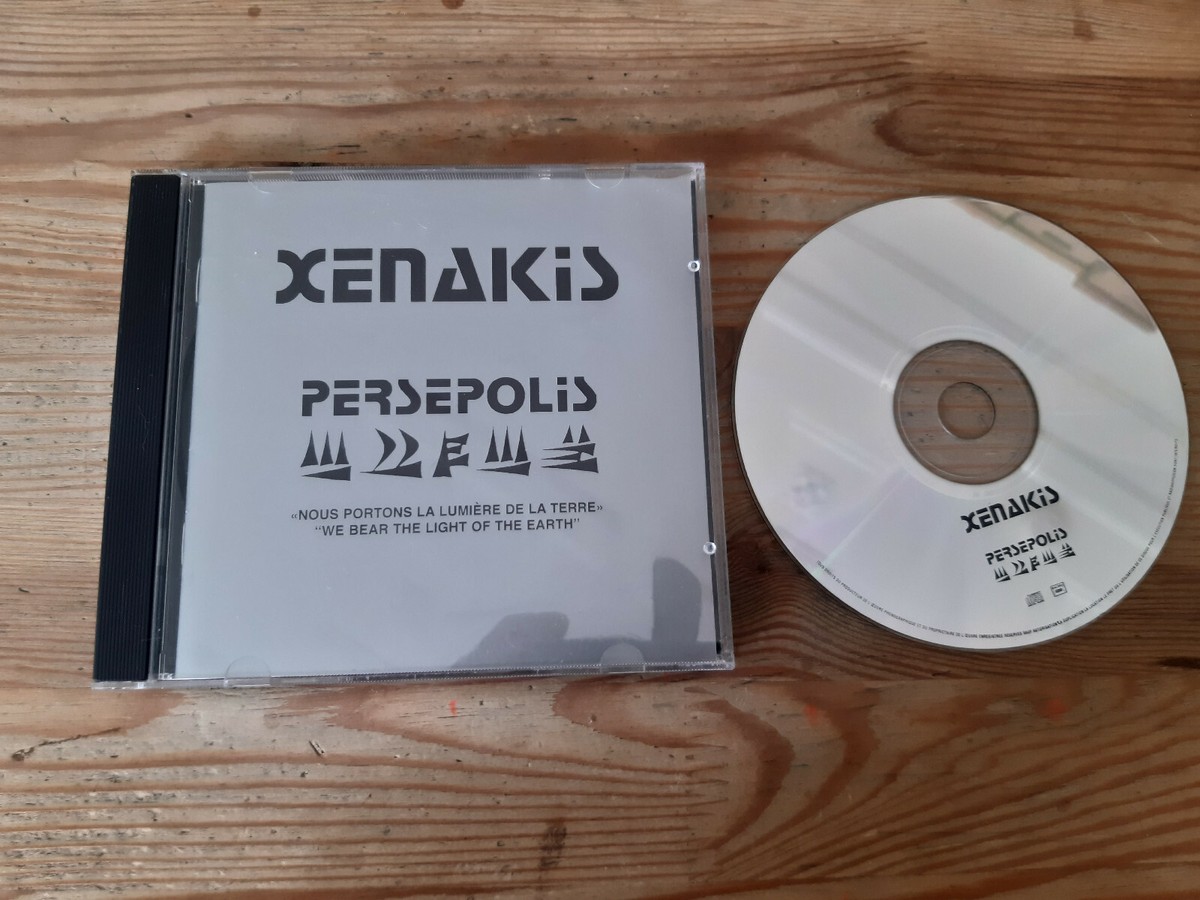 XENAKiS
PERSEPOLiS
«NOUS PORTONS LA LUMIÈRE DE LA TERRE»
“WE BEAR THE LIGHT OF THE EARTH”
XENAKiS
PERSEPOLiS